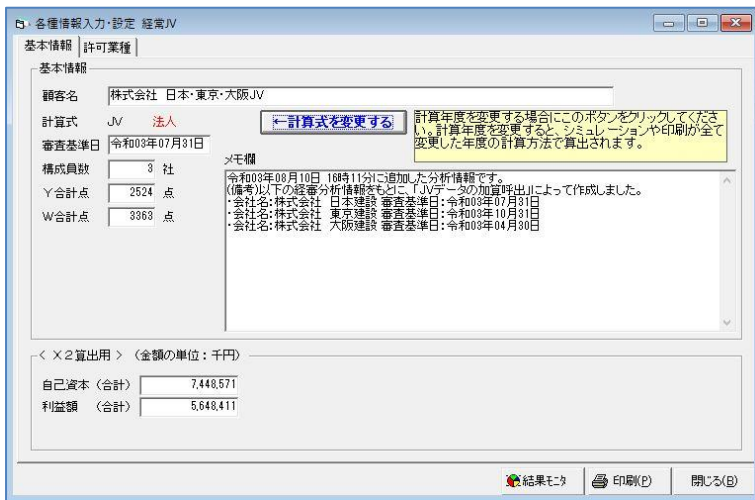 各種情報入力・設定 経常JV
基本情報 許可業種
基本情報
顧客名 株式会社 日本・東京・大阪JV
計算式 JV 法人 ←計算式を変更する
計算年度を変更する場合にこのボタンをクリックしてくださ
い。計算年度を変更すると、シミュレーションや印刷が全て
変更した年度の計算方法で算出されます。
審査基準日 令和03年07月31日
構成員数 3 社
Y合計点 2524 点
W合計点 3363 点
メモ欄
令和03年08月10日 16時11分に追加した分析情報です。
(備考)以下の経審分析情報をもとに、「JVデータの加算呼出」によって作成しました。
・会社名:株式会社 日本建設 審査基準日:令和03年07月31日
・会社名:株式会社 東京建設 審査基準日:令和03年10月31日
・会社名:株式会社 大阪建設 審査基準日:令和03年04月30日
< X2算出用 > (金額の単位:千円)
自己資本(合計) 7,448,571
利益額 (合計) 5,648,411
結果モニタ 印刷(P) 閉じる(B)